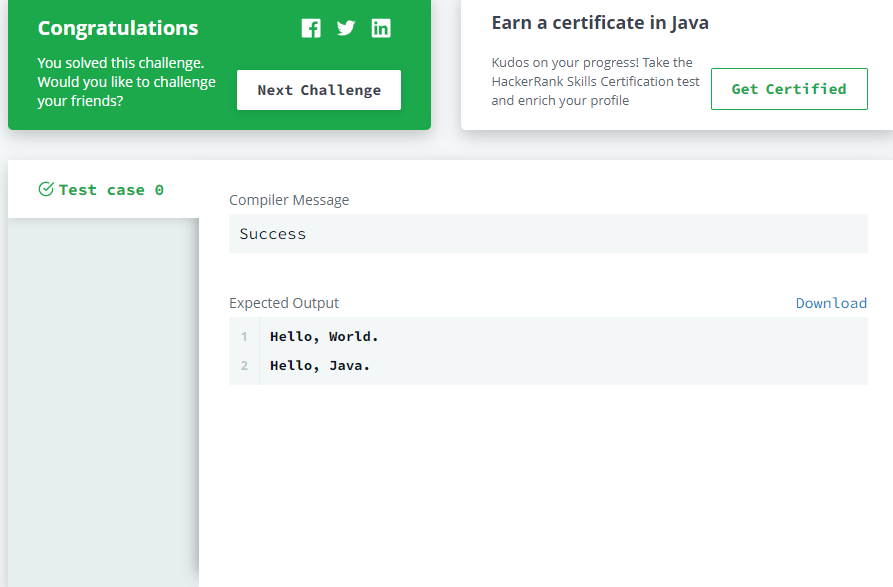 Congratulations
You solved this challenge.
Would you like to challenge
your friends?
Next Challenge
Earn a certificate in Java
Kudos on your progress! Take the
HackerRank Skills Certification test
and enrich your profile
Get Certified
Test case 0
Compiler Message
Success
Expected Output
Download
1 Hello, World.
2 Hello, Java.